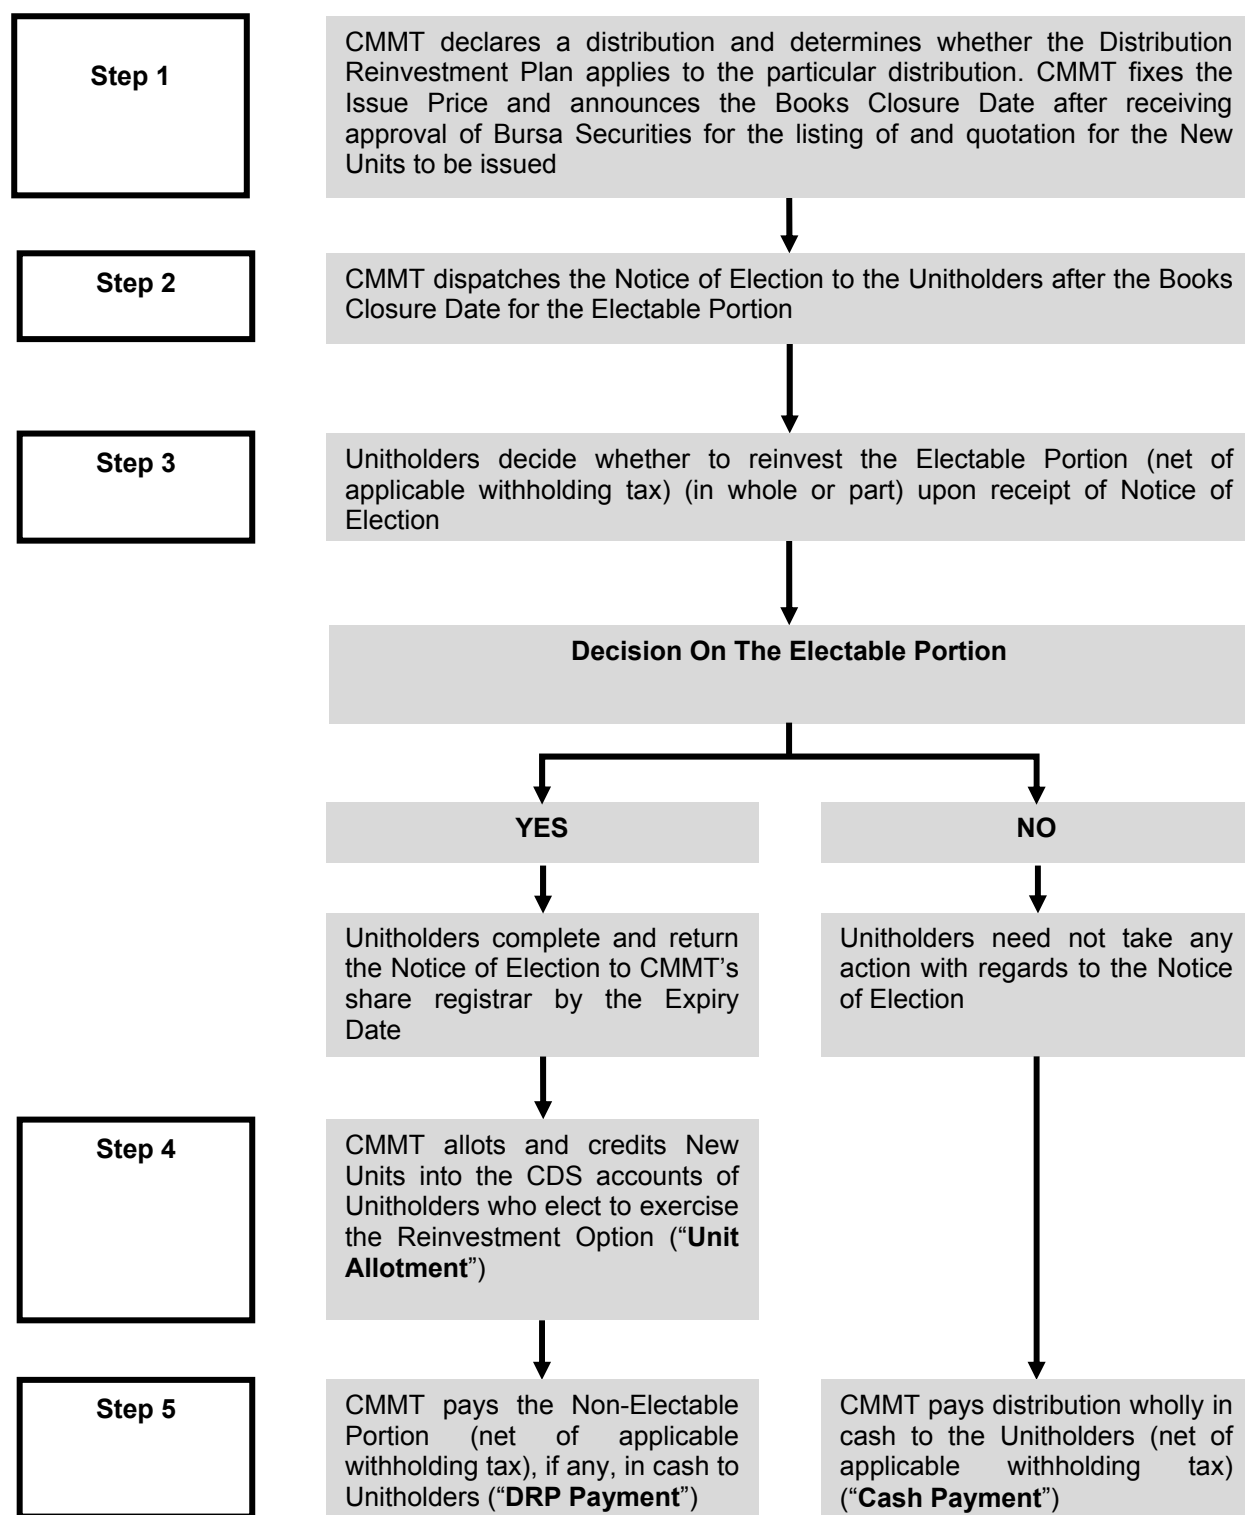 Step 1
CMMT declares a distribution and determines whether the Distribution
Reinvestment Plan applies to the particular distribution. CMMT fixes the
Issue Price and announces the Books Closure Date after receiving
approval of Bursa Securities for the listing of and quotation for the New
Units to be issued
Step 2
CMMT dispatches the Notice of Election to the Unitholders after the Books
Closure Date for the Electable Portion
Step 3
Unitholders decide whether to reinvest the Electable Portion (net of
applicable withholding tax) (in whole or part) upon receipt of Notice of
Election
Decision On The Electable Portion
YES
NO
Unitholders complete and return
the Notice of Election to CMMT’s
share registrar by the Expiry
Date
Unitholders need not take any
action with regards to the Notice
of Election
Step 4
CMMT allots and credits New
Units into the CDS accounts of
Unitholders who elect to exercise
the Reinvestment Option (“Unit
Allotment”)
Step 5
CMMT pays the Non-Electable
Portion (net of applicable
withholding tax), if any, in cash to
Unitholders (“DRP Payment”)
CMMT pays distribution wholly in
cash to the Unitholders (net of
applicable withholding tax)
(“Cash Payment”)